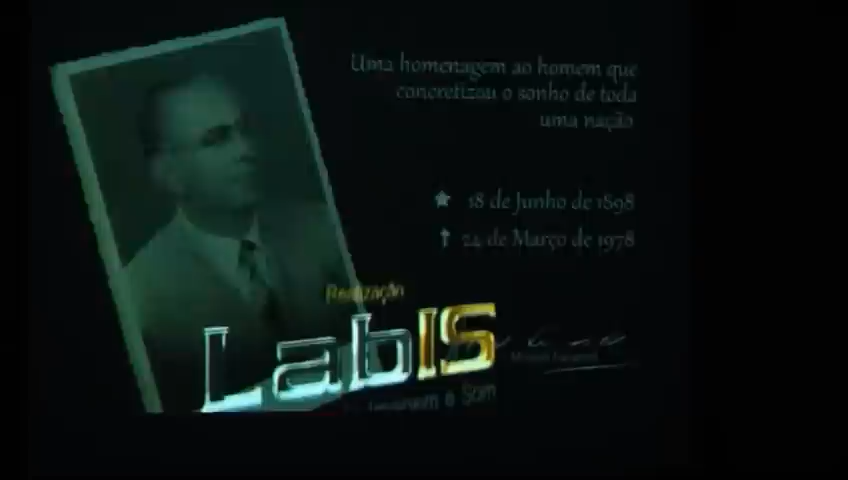 Uma homenagem ao homem que
concretizou o sonho de toda
uma nação
18 de Junho de 1898
24 de Março de 1978
Realização
LabIS
e Som